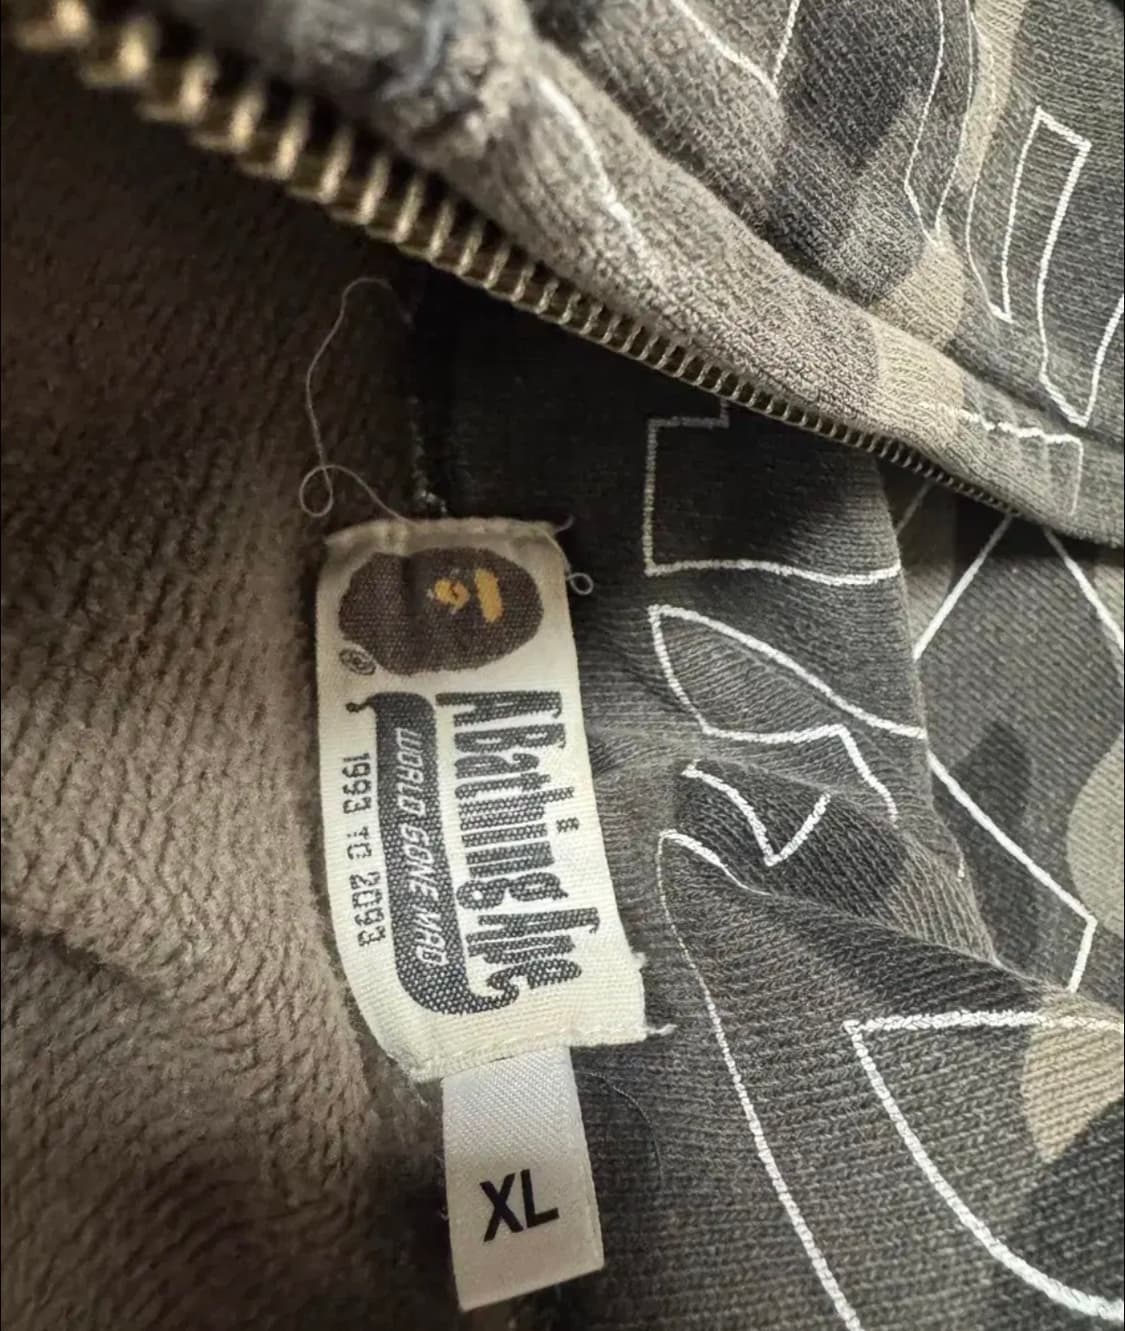 ®
A Bathing Ape
WORLD GONE MAD
1993 TO 2093
XL